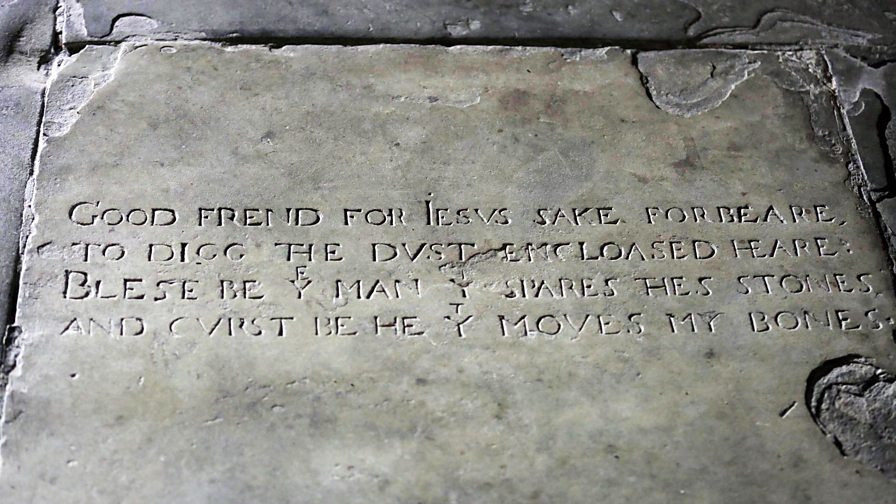 GOOD FREND FOR IESVS SAKE FORBEARE,
TO DIGG THE DVST ENCLOASED HEARE:
BLESE BE Yᴱ MAN Yᵀ SPARES THES STONES,
AND CVRST BE HE Yᵀ MOVES MY BONES.